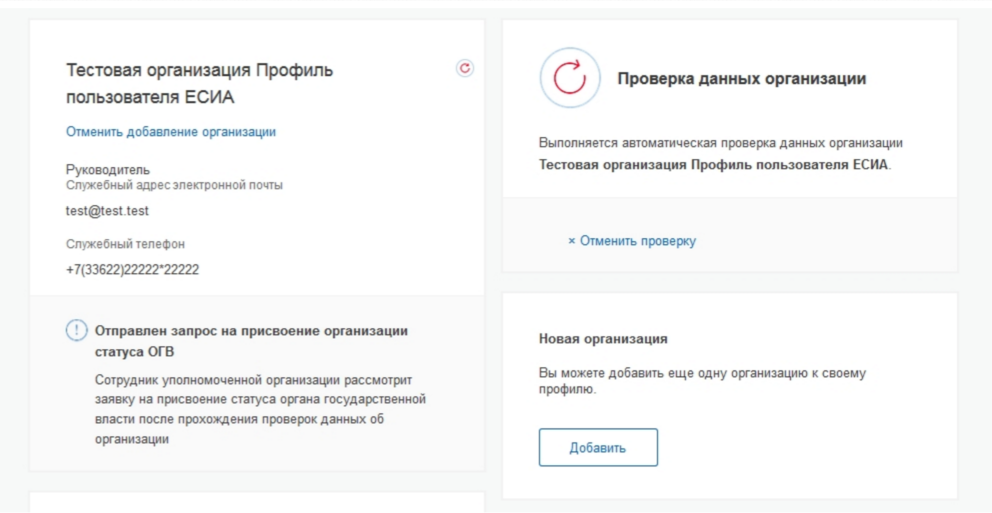 Тестовая организация Профиль
пользователя ЕСИА
Отменить добавление организации
Руководитель
Служебный адрес электронной почты
test@test.test
Служебный телефон
+7(33622)22222*22222
Отправлен запрос на присвоение организации
статуса ОГВ
Сотрудник уполномоченной организации рассмотрит
заявку на присвоение статуса органа государственной
власти после прохождения проверок данных об
организации
Проверка данных организации
Выполняется автоматическая проверка данных организации
Тестовая организация Профиль пользователя ЕСИА.
× Отменить проверку
Новая организация
Вы можете добавить еще одну организацию к своему
профилю.
Добавить